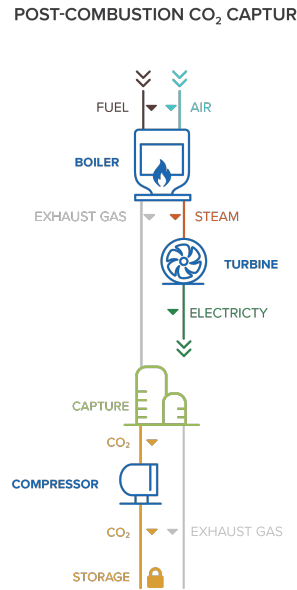 POST-COMBUSTION CO₂ CAPTUR
FUEL AIR
BOILER
EXHAUST GAS STEAM
TURBINE
ELECTRICTY
CAPTURE
CO₂
COMPRESSOR
CO₂ EXHAUST GAS
STORAGE